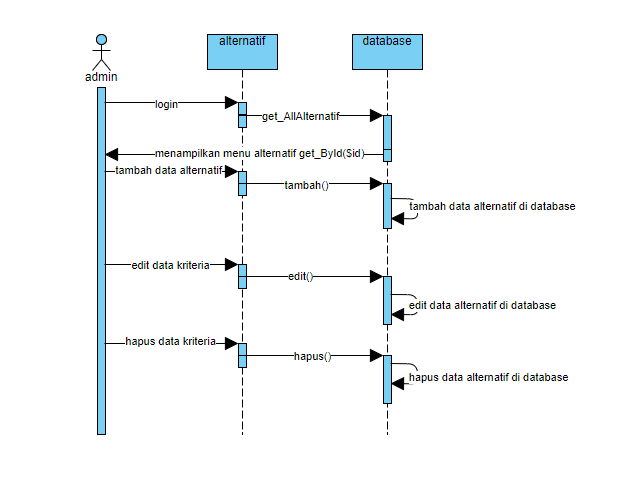 alternatif
database
admin
login
get_AllAlternatif
menampilkan menu alternatif get_ById($id)
tambah data alternatif
tambah()
tambah data alternatif di database
edit data kriteria
edit()
edit data alternatif di database
hapus data kriteria
hapus()
hapus data alternatif di database